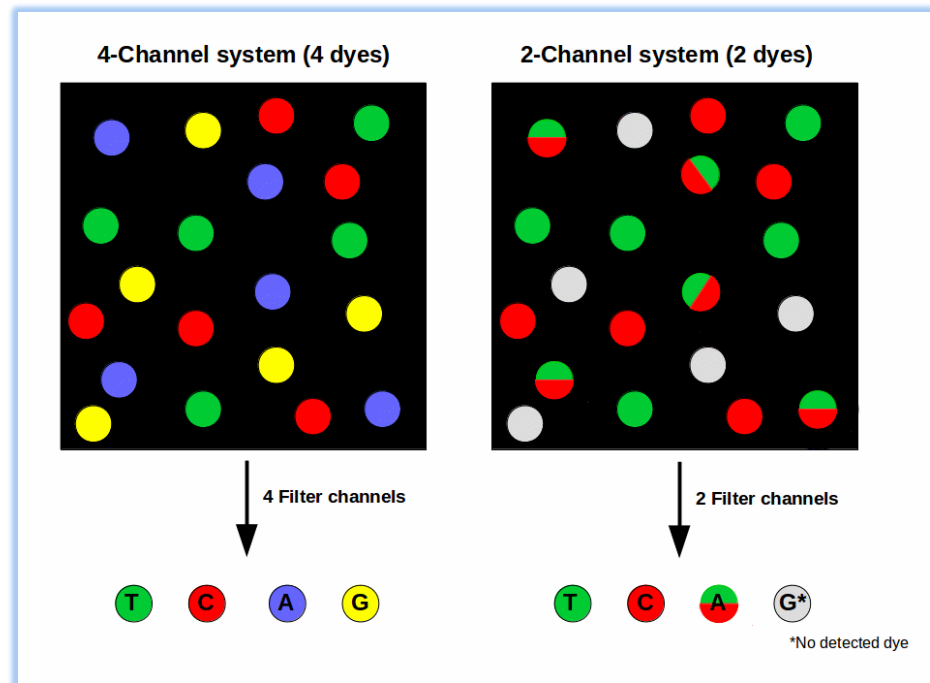 4-Channel system (4 dyes)
2-Channel system (2 dyes)
4 Filter channels
2 Filter channels
T C A G
T C A G*
*No detected dye